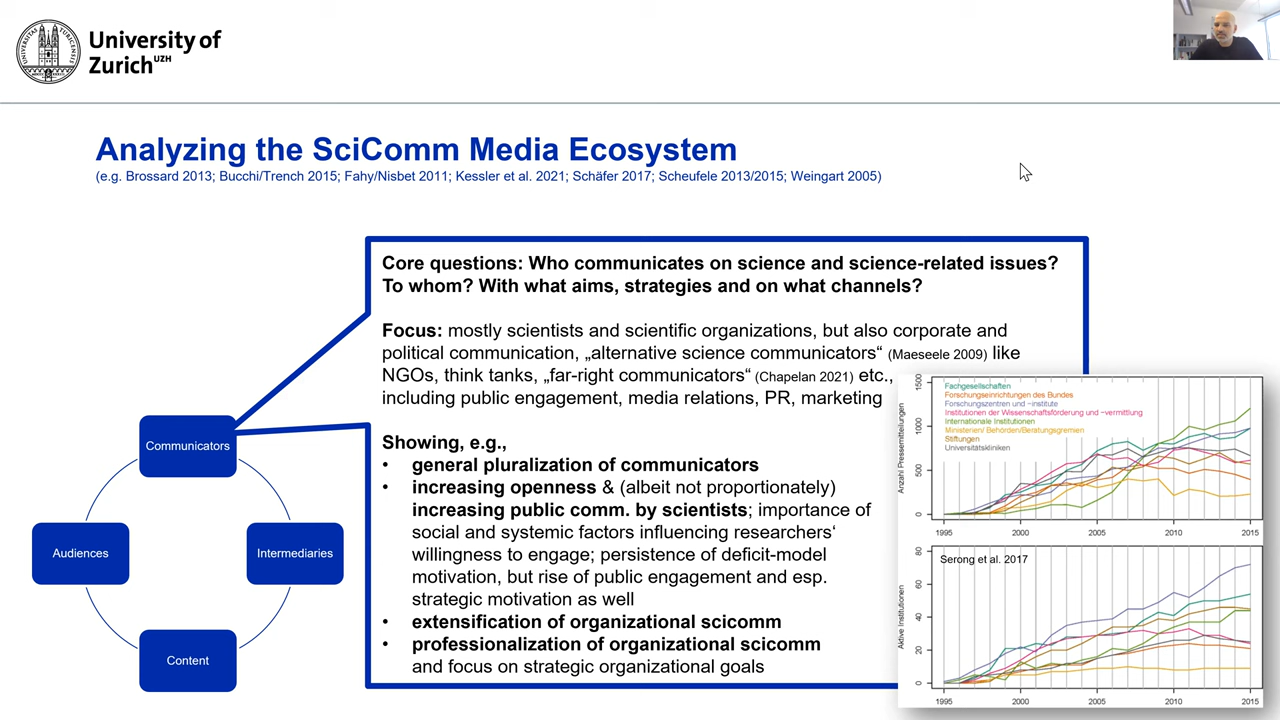 University of
Zurich UZH
Analyzing the SciComm Media Ecosystem
(e.g. Brossard 2013; Bucchi/Trench 2015; Fahy/Nisbet 2011; Kessler et al. 2021; Schäfer 2017; Scheufele 2013/2015; Weingart 2005)
Core questions: Who communicates on science and science-related issues?
To whom? With what aims, strategies and on what channels?
Focus: mostly scientists and scientific organizations, but also corporate and
political communication, „alternative science communicators“ (Maeseele 2009) like
NGOs, think tanks, „far-right communicators“ (Chapelan 2021) etc.,
including public engagement, media relations, PR, marketing
Showing, e.g.,
• general pluralization of communicators
• increasing openness & (albeit not proportionately)
increasing public comm. by scientists; importance of
social and systemic factors influencing researchers‘
willingness to engage; persistence of deficit-model
motivation, but rise of public engagement and esp.
strategic motivation as well
• extensification of organizational scicomm
• professionalization of organizational scicomm
and focus on strategic organizational goals
Communicators
Audiences
Intermediaries
Content
Anzahl Pressemitteilungen
1500
1000
500
0
Fachgesellschaften
Forschungseinrichtungen des Bundes
Forschungszentren und −institute
Institutionen der Wissenschaftsförderung und −vermittlung
Internationale Institutionen
Ministerien/ Behörden/Beratungsgremien
Stiftungen
Universitätskliniken
1995 2000 2005 2010 2015
Serong et al. 2017
Aktive Institutionen
80
60
40
20
0
1995 2000 2005 2010 2015